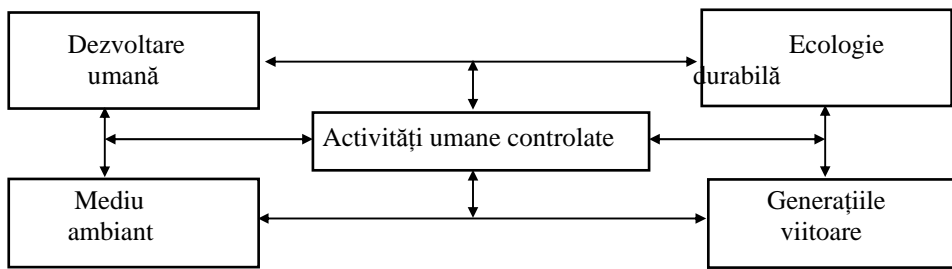 Dezvoltare
umană
Ecologie
durabilă
Activități umane controlate
Mediu
ambiant
Generațiile
viitoare